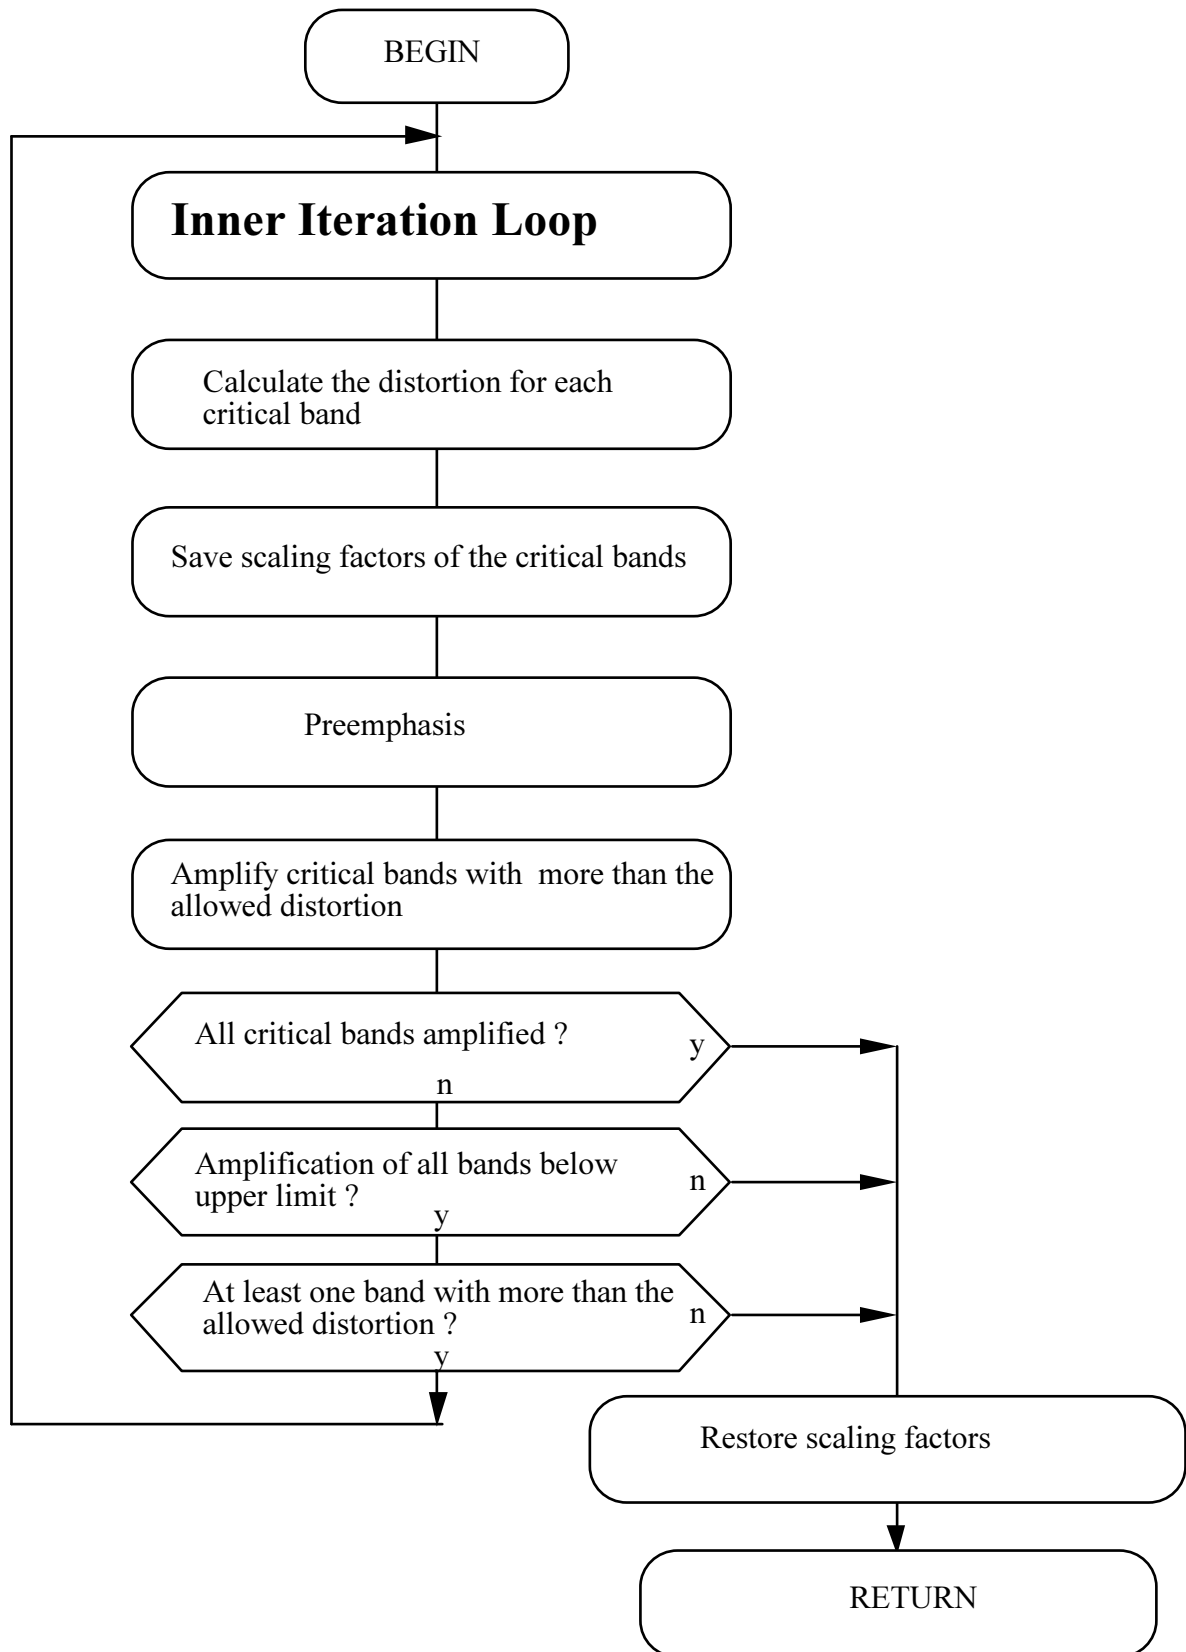 BEGIN
Inner Iteration Loop
Calculate the distortion for each
critical band
Save scaling factors of the critical bands
Preemphasis
Amplify critical bands with  more than the
allowed distortion
All critical bands amplified ?
y
n
Amplification of all bands below
upper limit ?
n
y
At least one band with more than the
allowed distortion ?
n
y
Restore scaling factors
RETURN